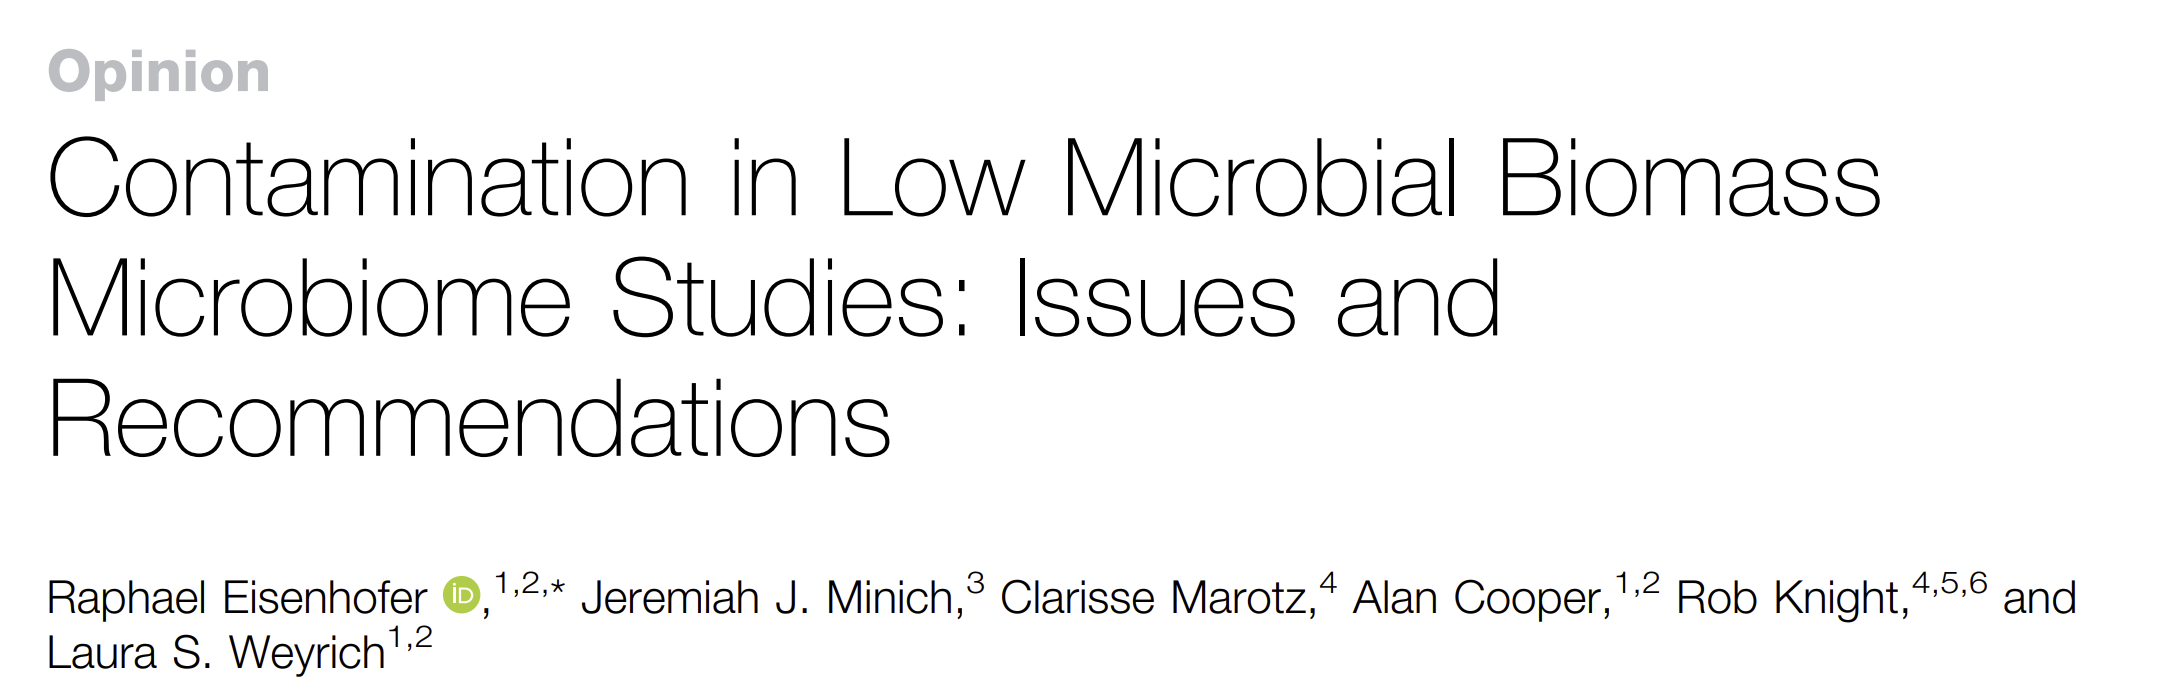 Opinion
Contamination in Low Microbial Biomass
Microbiome Studies: Issues and
Recommendations
Raphael Eisenhofer iD,1,2,* Jeremiah J. Minich,3 Clarisse Marotz,4 Alan Cooper,1,2 Rob Knight,4,5,6 and
Laura S. Weyrich1,2